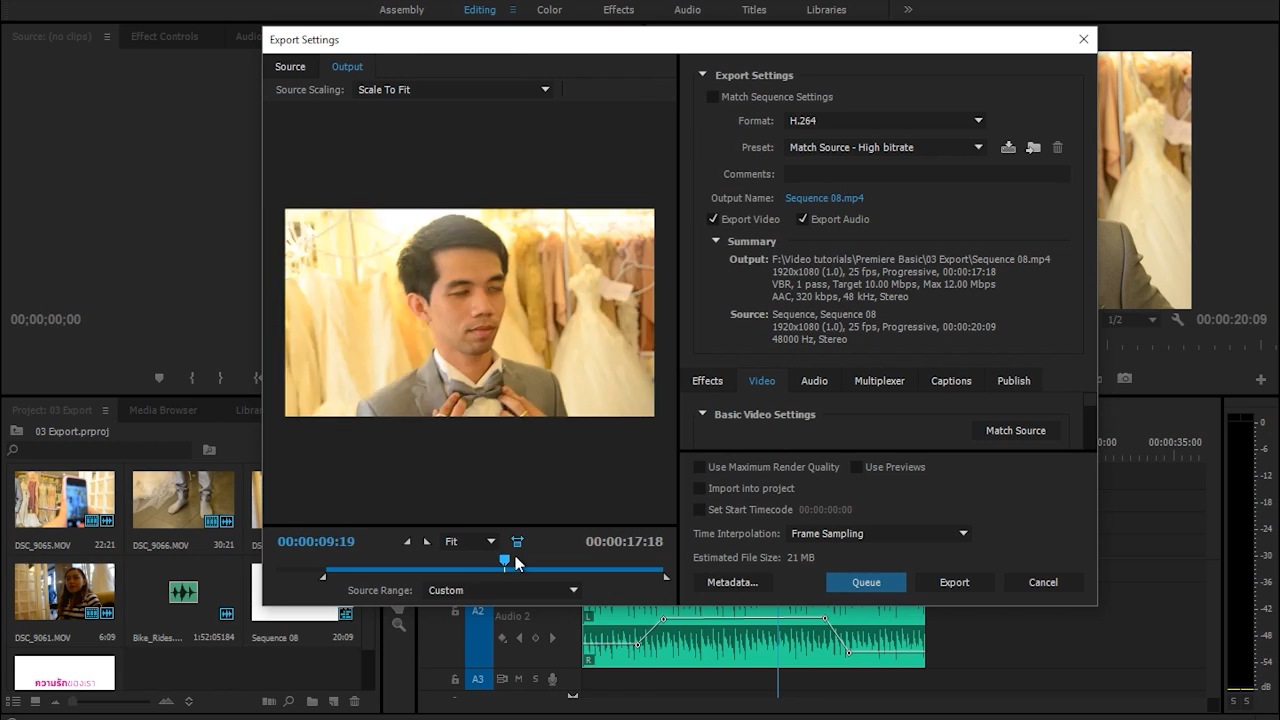 Assembly Editing Color Effects Audio Titles Libraries
Source: (no clips) Effect Controls Audio
Export Settings
Source Output
Source Scaling: Scale To Fit
Export Settings
Match Sequence Settings
Format: H.264
Preset: Match Source - High bitrate
Comments:
Output Name: Sequence 08.mp4
Export Video Export Audio
Summary
Output: F:\Video tutorials\Premiere Basic\03 Export\Sequence 08.mp4
1920x1080 (1.0), 25 fps, Progressive, 00:00:17:18
VBR, 1 pass, Target 10.00 Mbps, Max 12.00 Mbps
AAC, 320 kbps, 48 kHz, Stereo
Source: Sequence, Sequence 08
1920x1080 (1.0), 25 fps, Progressive, 00:00:20:09
48000 Hz, Stereo
00;00;00;00
1/2 00:00:20:09
Effects Video Audio Multiplexer Captions Publish
Basic Video Settings
Match Source
Use Maximum Render Quality Use Previews
Import into project
Set Start Timecode 00:00:00:00
Time Interpolation: Frame Sampling
Estimated File Size: 21 MB
Metadata... Queue Export Cancel
00:00:09:19 Fit 00:00:17:18
Source Range: Custom
Project: 03 Export Media Browser Librar
03 Export.prproj
DSC_9065.MOV 22:21 DSC_9066.MOV 30:21
DSC_9061.MOV 6:09 Bike_Rides.... 1:52:05184 Sequence 08 20:09
ความรักของเรา
:00 00:00:35:00
A2 Audio 2
L
R
A3 M S
0
-6
-12
-18
-24
-30
-36
-42
-48
-54
dB
S S